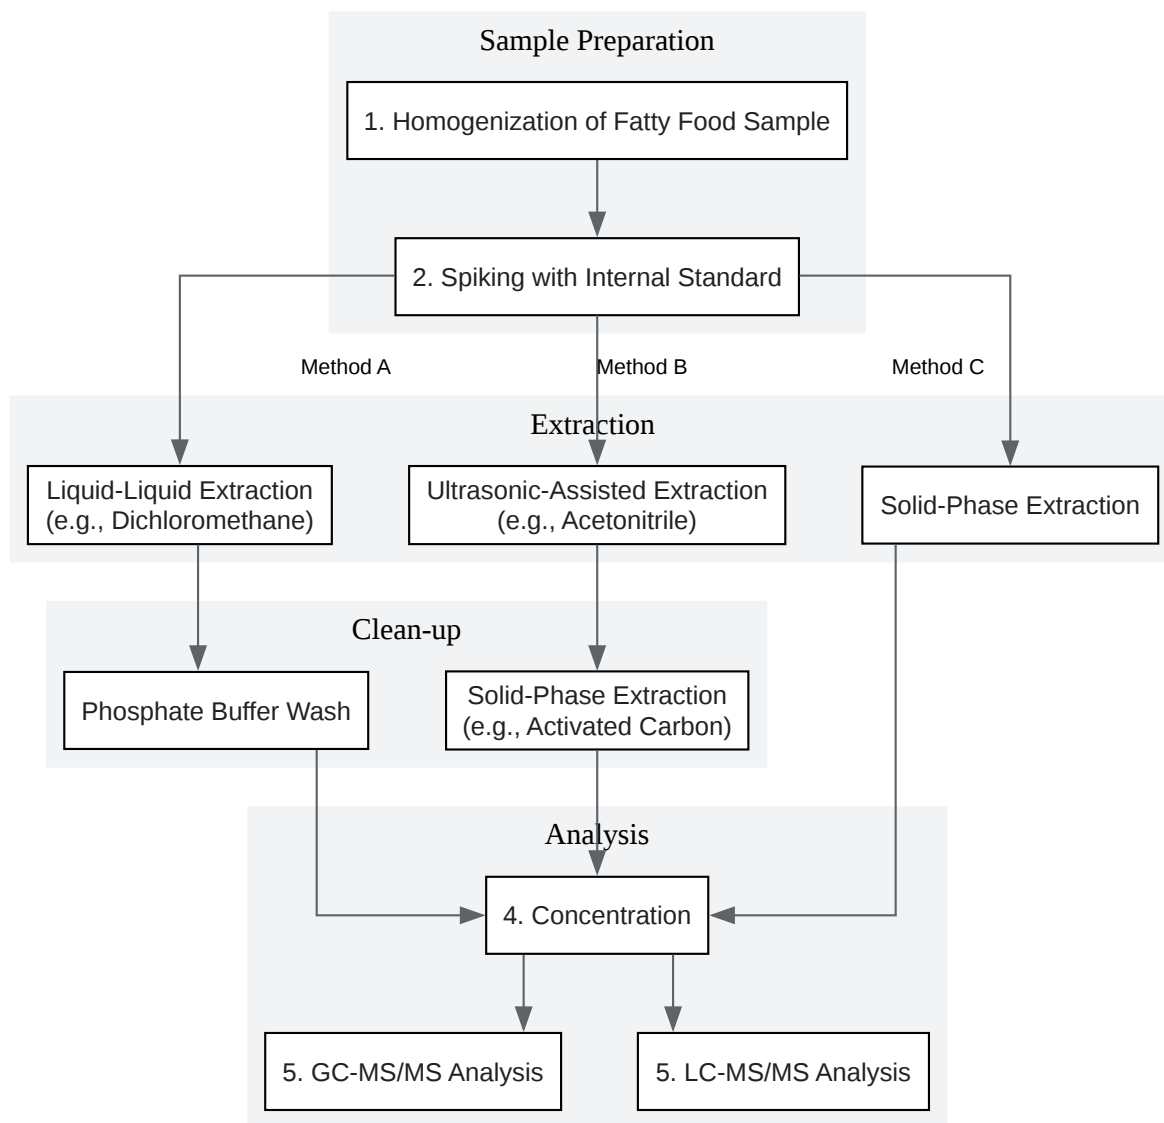 Sample Preparation
1. Homogenization of Fatty Food Sample
2. Spiking with Internal Standard
Method A
Method B
Method C
Extraction
Liquid-Liquid Extraction
(e.g., Dichloromethane)
Ultrasonic-Assisted Extraction
(e.g., Acetonitrile)
Solid-Phase Extraction
Clean-up
Phosphate Buffer Wash
Solid-Phase Extraction
(e.g., Activated Carbon)
Analysis
4. Concentration
5. GC-MS/MS Analysis
5. LC-MS/MS Analysis